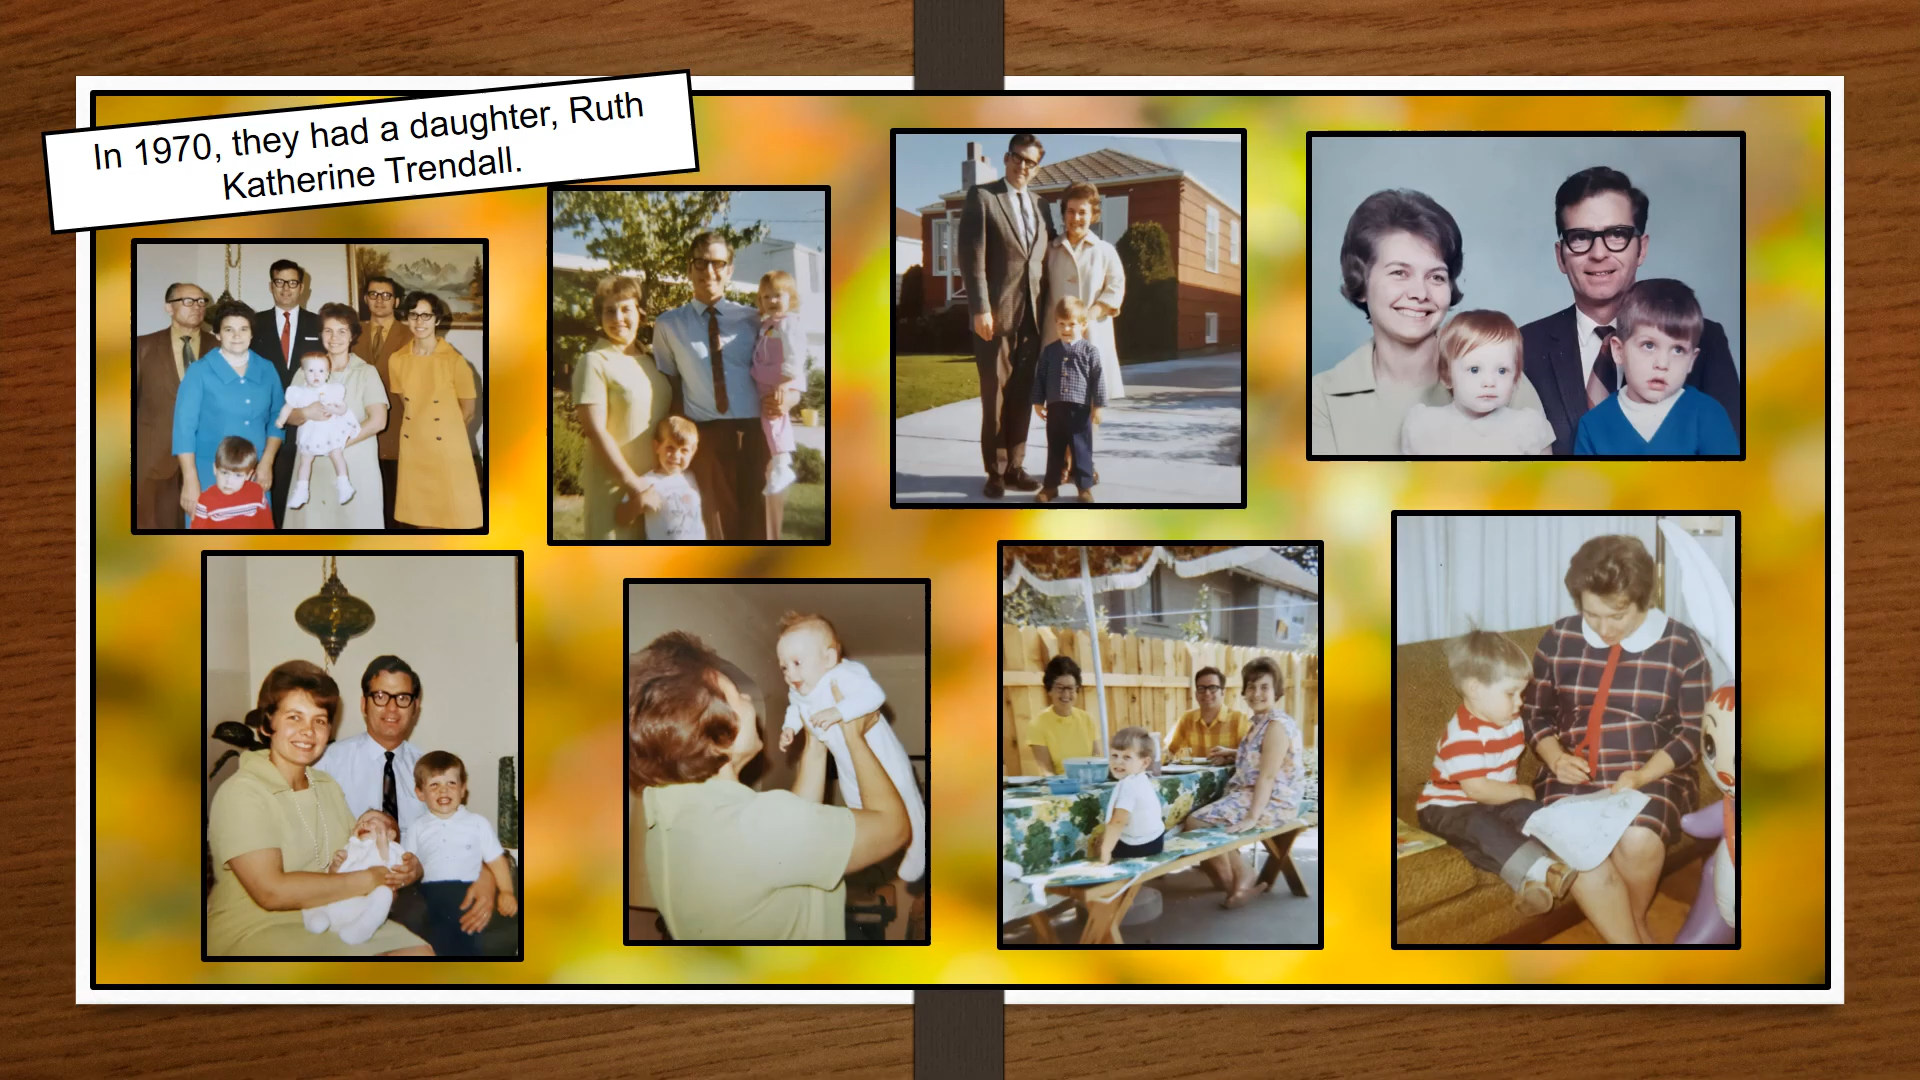 In 1970, they had a daughter, Ruth
Katherine Trendall.